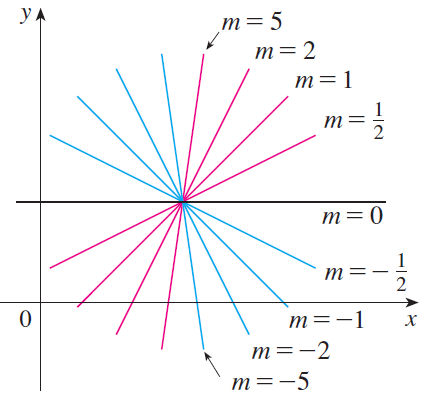 y
m = 5
m = 2
m = 1
m = 1/2
m = 0
m = −1/2
0
m = −1
x
m = −2
m = −5